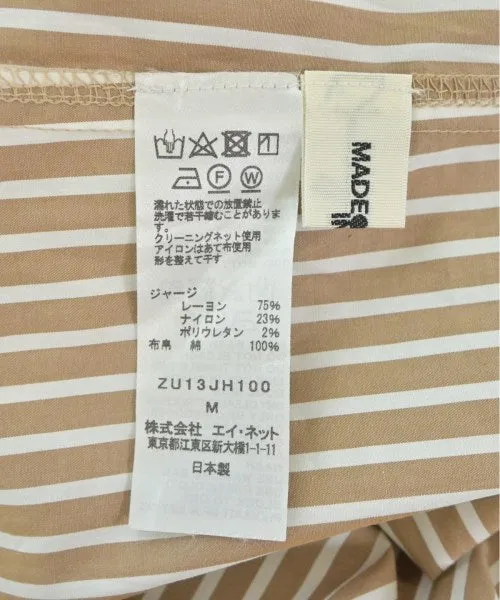 F W
濡れた状態での放置禁止
洗濯で若干縮むことがありま
す。
クリーニングネット使用
アイロンはあて布使用
形を整えて干す
ジャージ
レーヨン 75%
ナイロン 23%
ポリウレタン 2%
布帛 綿 100%
ZU13JH100
M
株式会社 エイ・ネット
東京都江東区新大橋1-1-11
日本製
MADE
IN